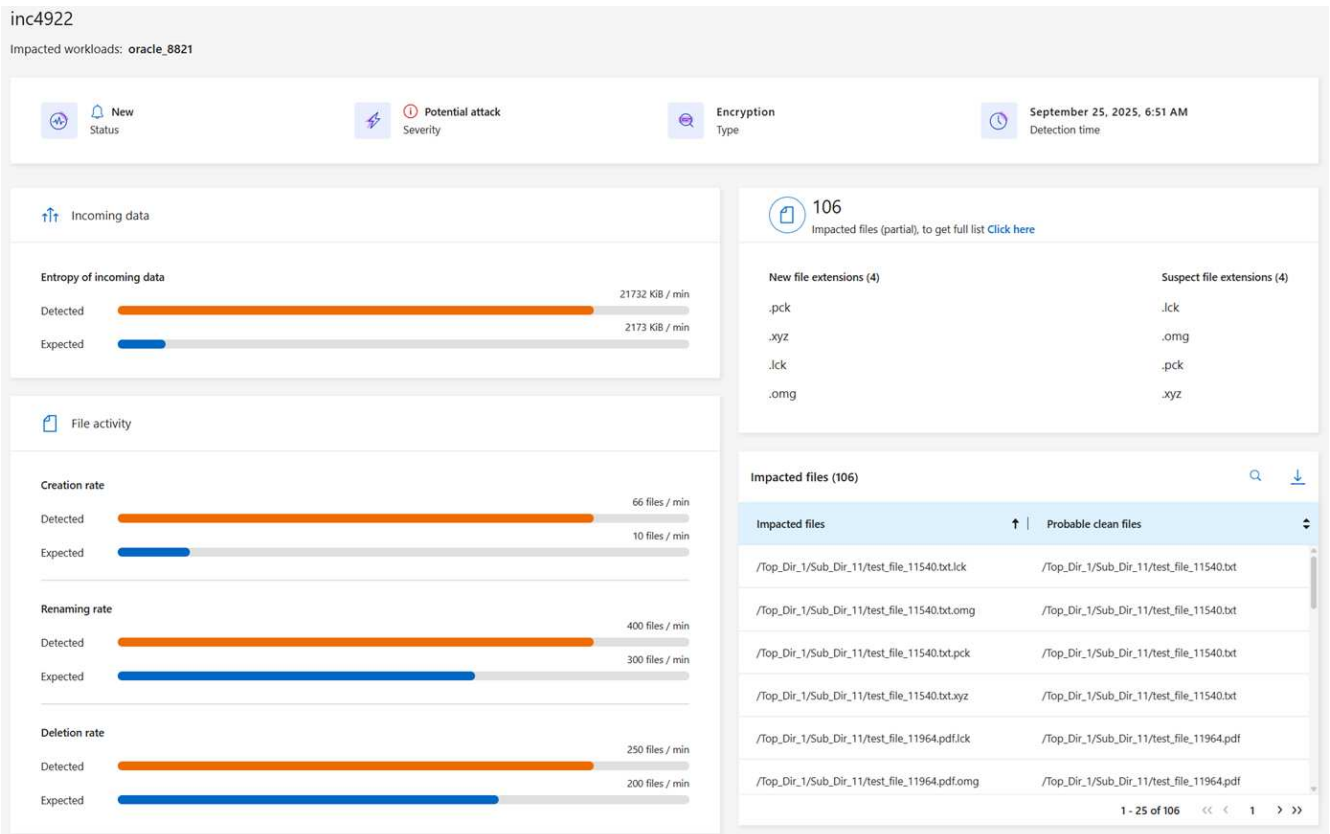 inc4922
Impacted workloads: oracle_8821
New
Status
Potential attack
Severity
Encryption
Type
September 25, 2025, 6:51 AM
Detection time
Incoming data
Entropy of incoming data
21732 KiB / min
Detected
2173 KiB / min
Expected
File activity
Creation rate
66 files / min
Detected
10 files / min
Expected
Renaming rate
400 files / min
Detected
300 files / min
Expected
Deletion rate
250 files / min
Detected
200 files / min
Expected
106
Impacted files (partial), to get full list Click here
New file extensions (4) Suspect file extensions (4)
.pck .lck
.xyz .omg
.lck .pck
.omg .xyz
Impacted files (106)
Impacted files Probable clean files
/Top_Dir_1/Sub_Dir_11/test_file_11540.txt.lck /Top_Dir_1/Sub_Dir_11/test_file_11540.txt
/Top_Dir_1/Sub_Dir_11/test_file_11540.txt.omg /Top_Dir_1/Sub_Dir_11/test_file_11540.txt
/Top_Dir_1/Sub_Dir_11/test_file_11540.txt.pck /Top_Dir_1/Sub_Dir_11/test_file_11540.txt
/Top_Dir_1/Sub_Dir_11/test_file_11540.txt.xyz /Top_Dir_1/Sub_Dir_11/test_file_11540.txt
/Top_Dir_1/Sub_Dir_11/test_file_11964.pdf.lck /Top_Dir_1/Sub_Dir_11/test_file_11964.pdf
/Top_Dir_1/Sub_Dir_11/test_file_11964.pdf.omg /Top_Dir_1/Sub_Dir_11/test_file_11964.pdf
1 - 25 of 106 << < 1 > >>